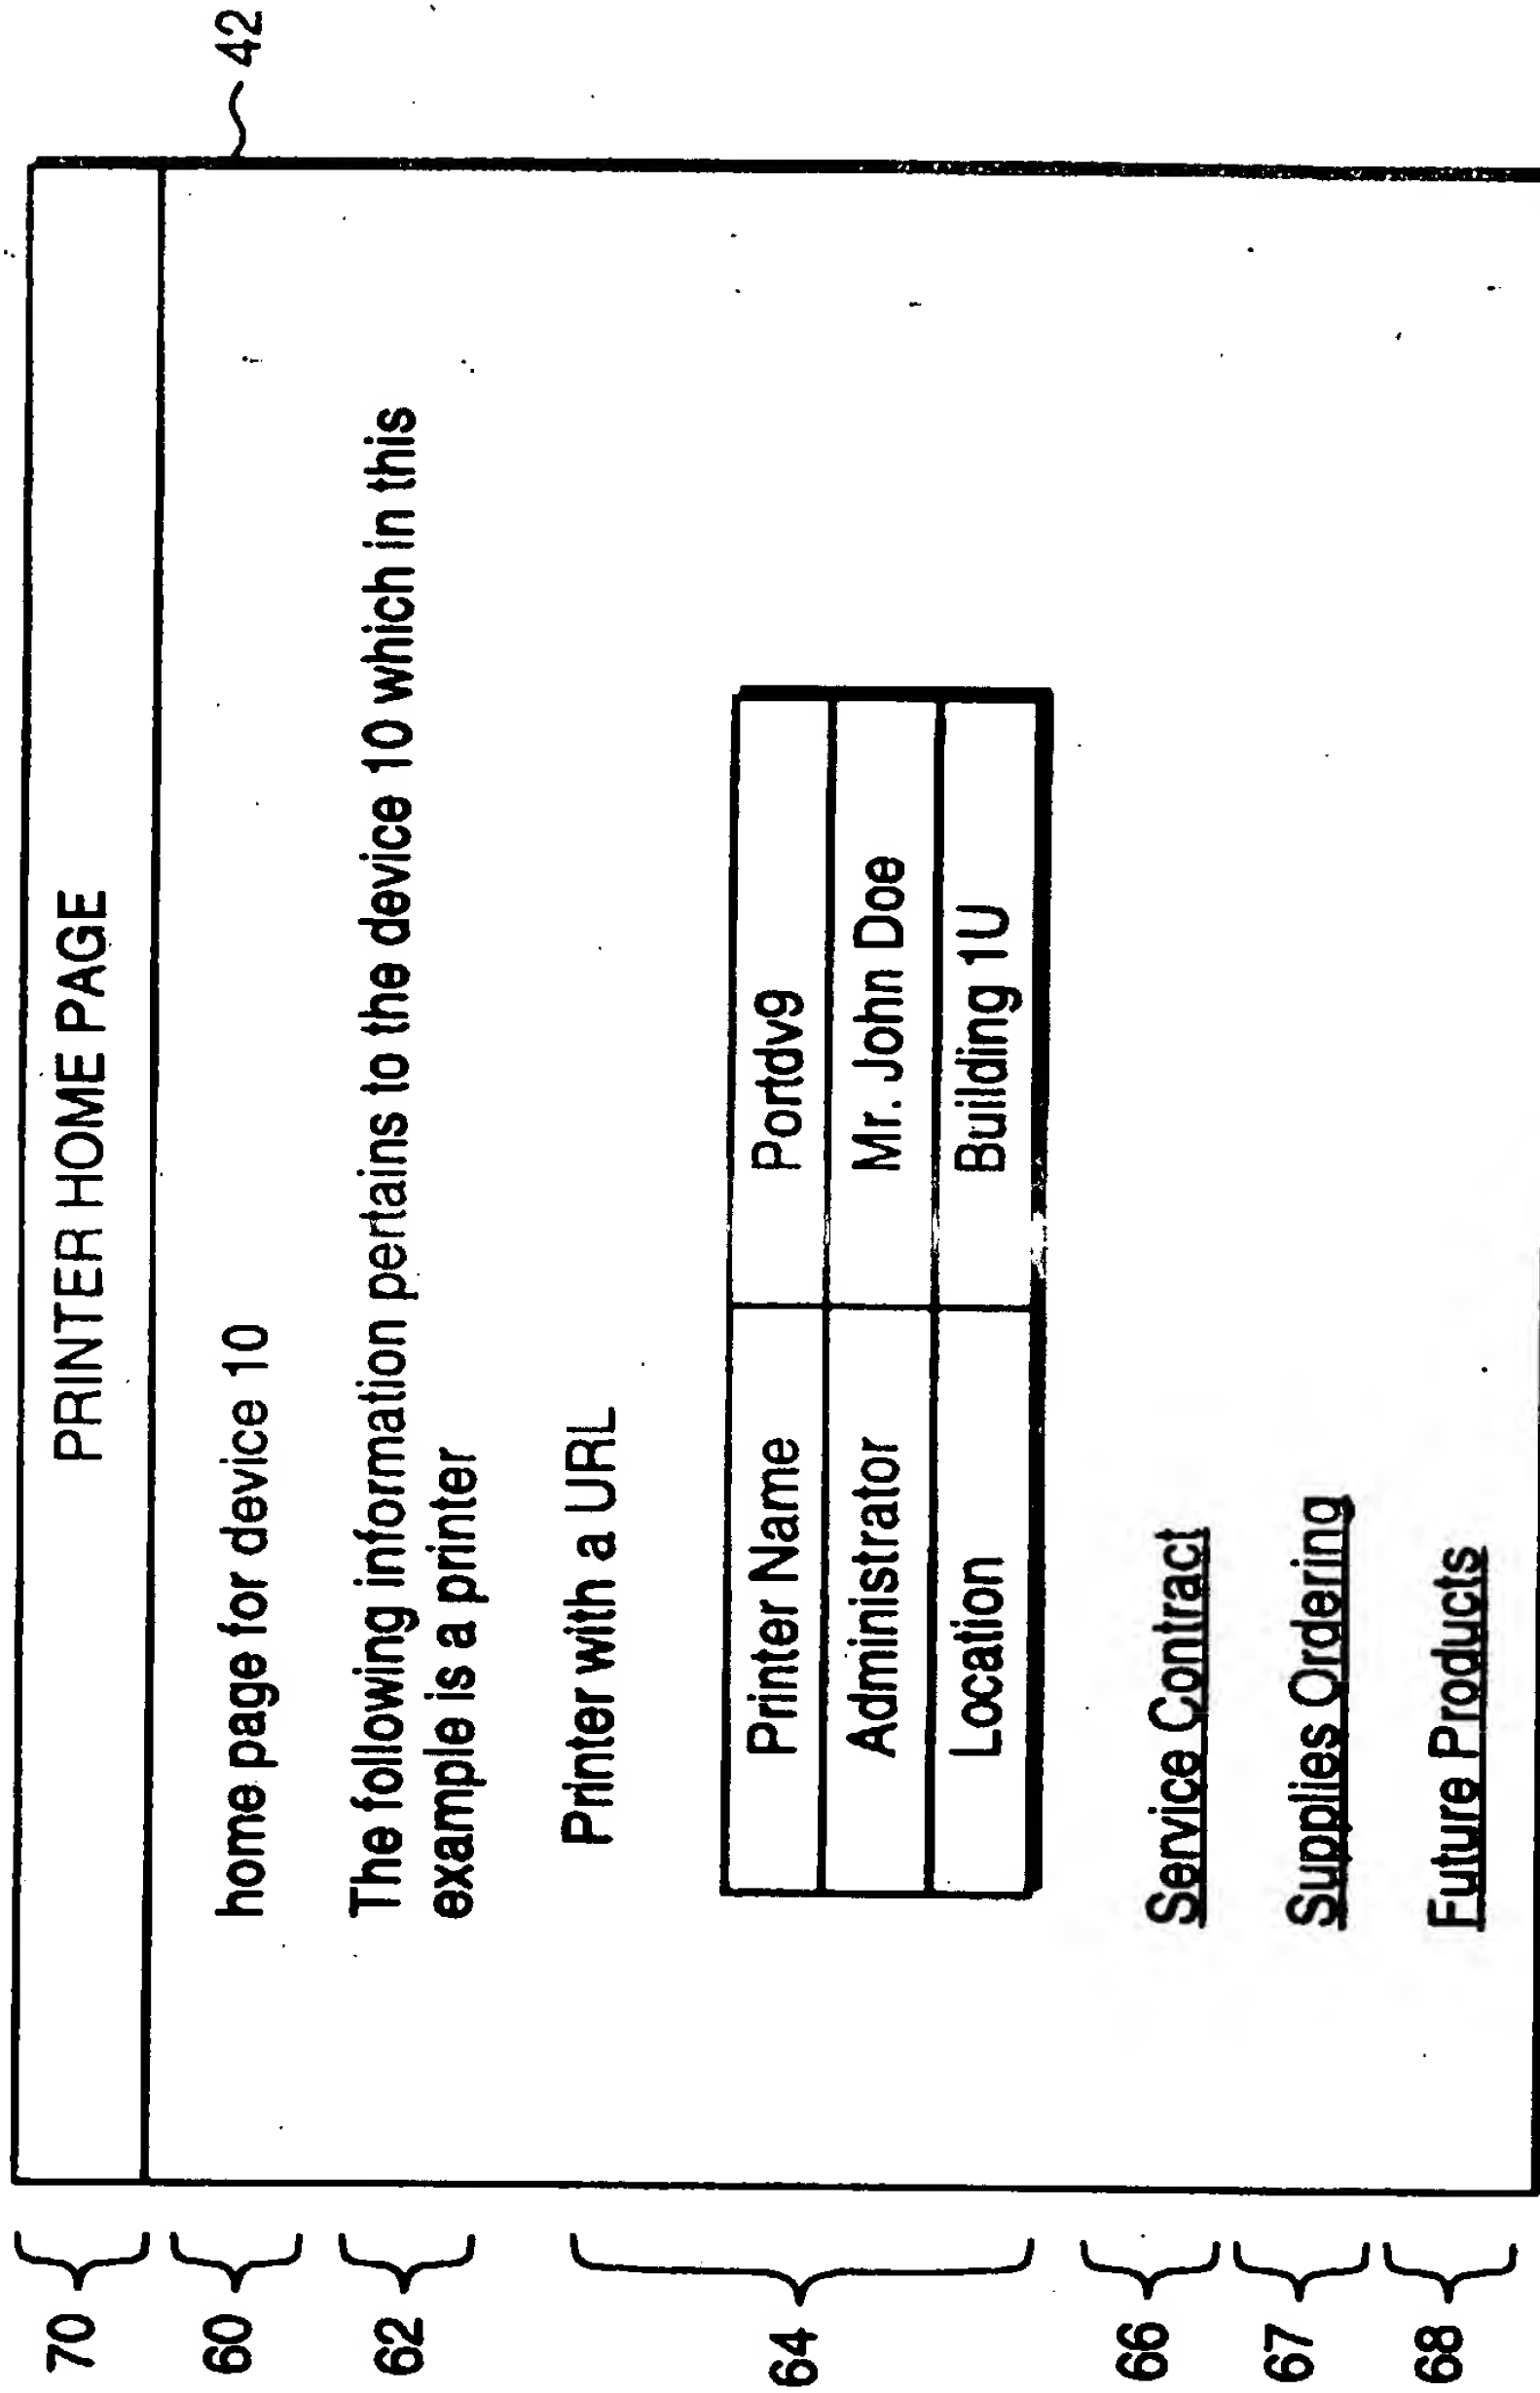 42
70 PRINTER HOME PAGE
60 home page for device 10
62 The following information pertains to the device 10 which in this
example is a printer
64 Printer with a URL
Printer Name Portdv9
Administrator Mr. John Doe
Location Building 1U
66 Service Contract
67 Supplies Ordering
68 Future Products